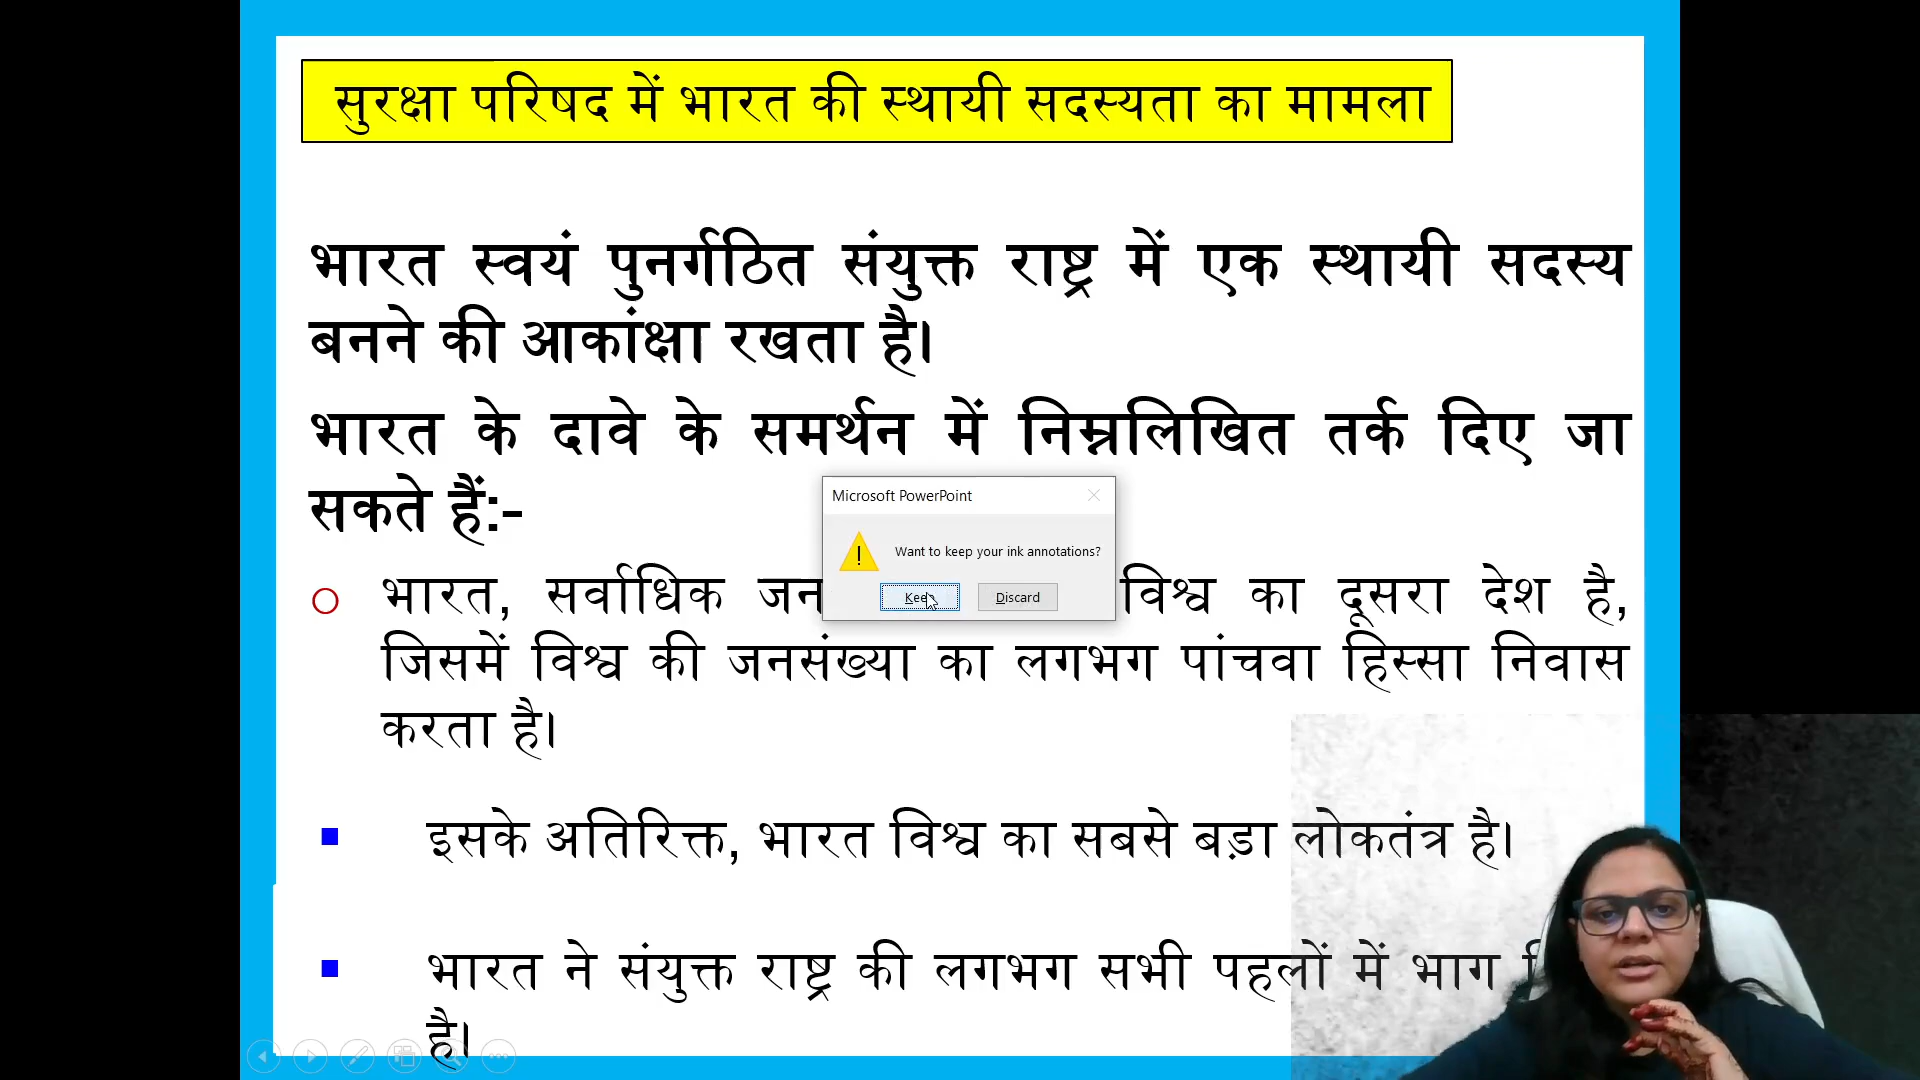 सुरक्षा परिषद में भारत की स्थायी सदस्यता का मामला
भारत स्वयं पुनर्गठित संयुक्त राष्ट्र में एक स्थायी सदस्य
बनने की आकांक्षा रखता है।
भारत के दावे के समर्थन में निम्नलिखित तर्क दिए जा
सकते हैं:-
Microsoft PowerPoint
Want to keep your ink annotations?
Keep
Discard
भारत, सर्वाधिक विश्व का दूसरा देश है,
जिसमें विश्व की जनसंख्या का लगभग पांचवा हिस्सा निवास
करता है।
इसके अतिरिक्त, भारत विश्व का सबसे बड़ा लोकतंत्र है।
भारत ने संयुक्त राष्ट्र की लगभग सभी पहलों में भाग
है।